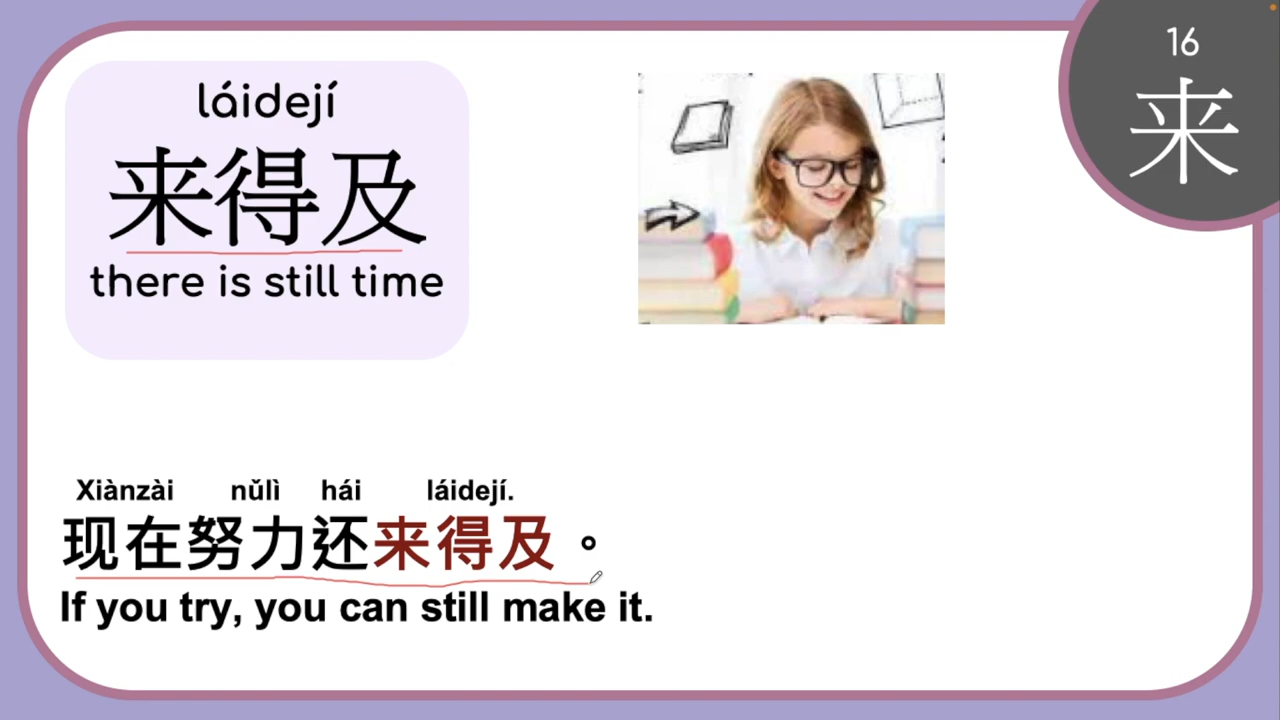 láidejí
来得及
there is still time
16
来
Xiànzài nǔlì hái láidejí.
现在努力还来得及。
If you try, you can still make it.